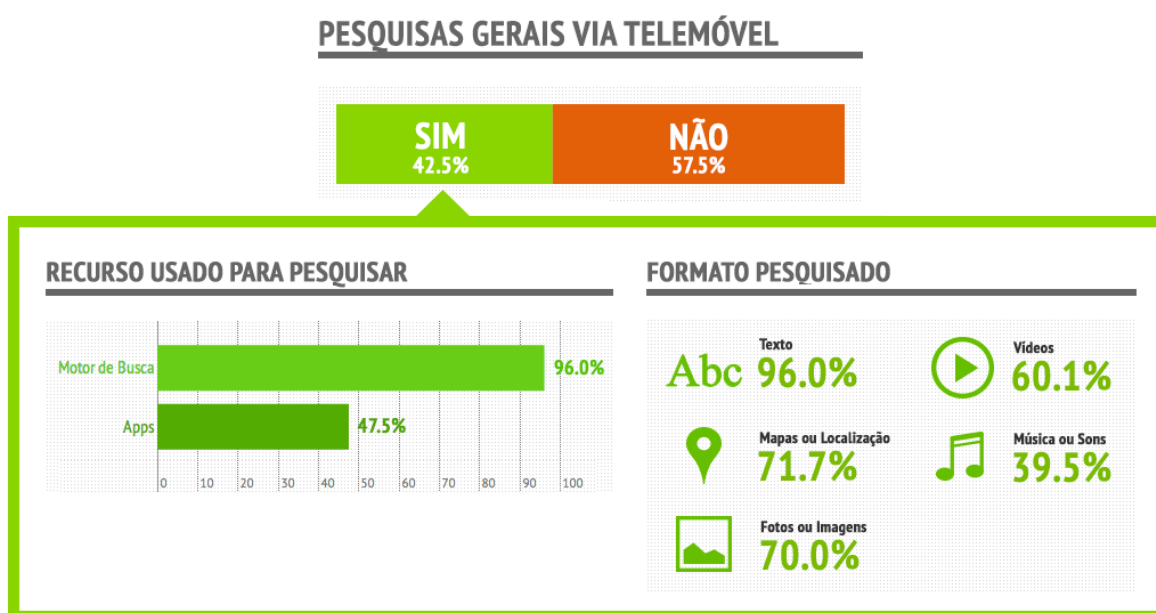 PESQUISAS GERAIS VIA TELEMÓVEL
SIM
42.5%
NÃO
57.5%
RECURSO USADO PARA PESQUISAR
Motor de Busca
96.0%
Apps
47.5%
0 10 20 30 40 50 60 70 80 90 100
FORMATO PESQUISADO
Abc
Texto
96.0%
Vídeos
60.1%
Mapas ou Localização
71.7%
Música ou Sons
39.5%
Fotos ou Imagens
70.0%